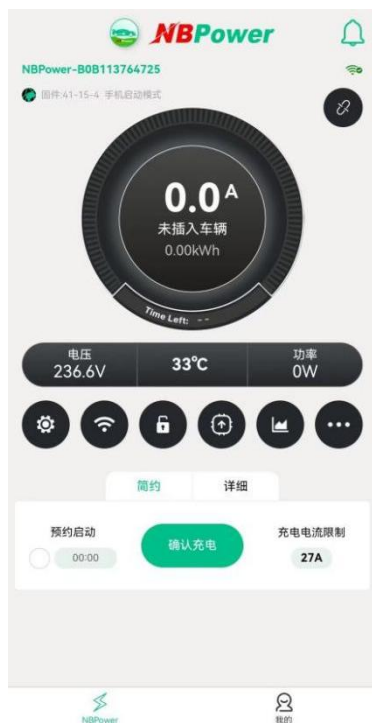 NBPower
NBPower-B0B113764725
固件:41-15-4 手机启动模式
0.0 A
未插入车辆
0.00kWh
Time Left: --
电压
236.6V
33℃
功率
0W
简约 详细
预约启动
00:00
确认充电
充电电流限制
27A
NBPower
我的